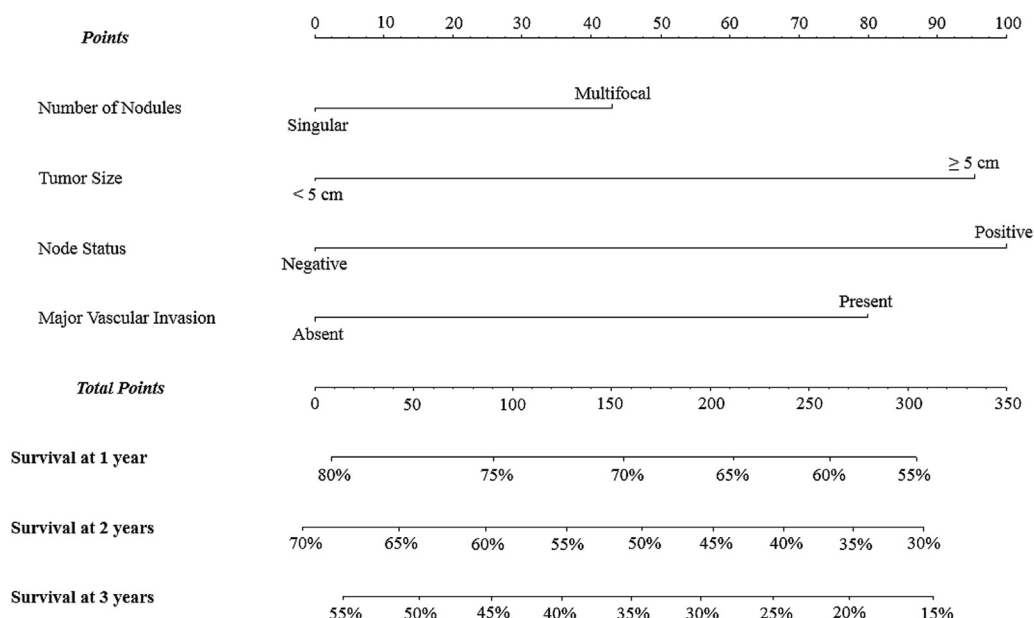 0 10 20 30 40 50 60 70 80 90 100
Points
Multifocal
Number of Nodules
Singular
≥ 5 cm
Tumor Size
< 5 cm
Positive
Node Status
Negative
Present
Major Vascular Invasion
Absent
Total Points
0 50 100 150 200 250 300 350
Survival at 1 year
80% 75% 70% 65% 60% 55%
Survival at 2 years
70% 65% 60% 55% 50% 45% 40% 35% 30%
Survival at 3 years
55% 50% 45% 40% 35% 30% 25% 20% 15%